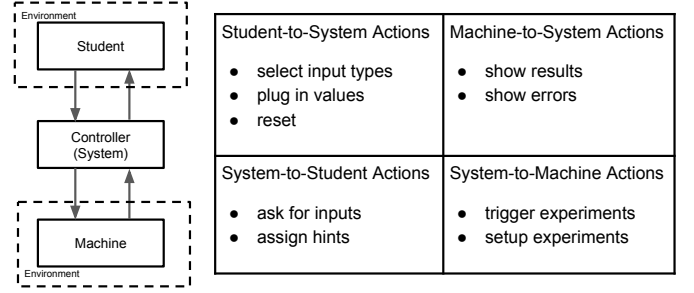 Environment
Student
Controller
(System)
Machine
Environment
Student-to-System Actions
● select input types
● plug in values
● reset
Machine-to-System Actions
● show results
● show errors
System-to-Student Actions
● ask for inputs
● assign hints
System-to-Machine Actions
● trigger experiments
● setup experiments